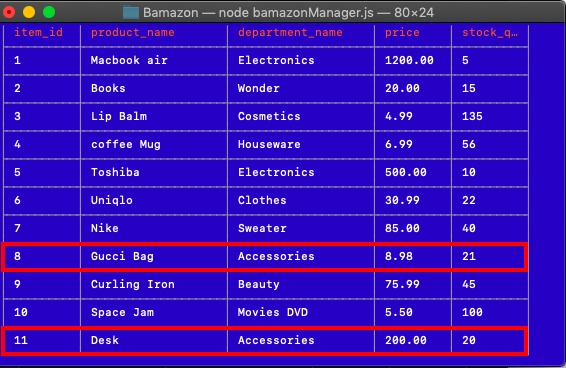 Bamazon — node bamazonManager.js — 80×24
item_id product_name department_name price stock_q…
1 Macbook air Electronics 1200.00 5
2 Books Wonder 20.00 15
3 Lip Balm Cosmetics 4.99 135
4 coffee Mug Houseware 6.99 56
5 Toshiba Electronics 500.00 10
6 Uniqlo Clothes 30.99 22
7 Nike Sweater 85.00 40
8 Gucci Bag Accessories 8.98 21
9 Curling Iron Beauty 75.99 45
10 Space Jam Movies DVD 5.50 100
11 Desk Accessories 200.00 20